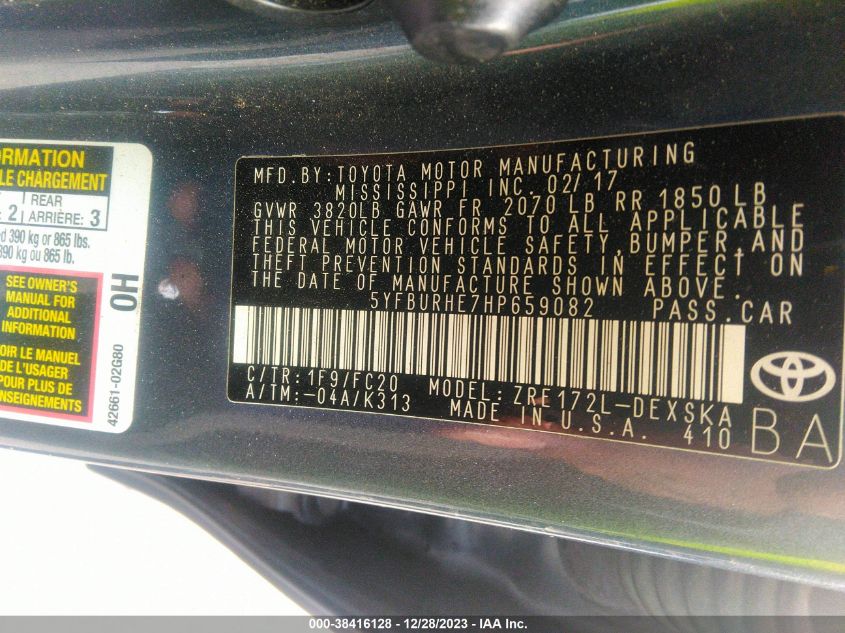 ORMATION
LE CHARGEMENT
2
REAR
ARRIÈRE: 3
ed 390 kg or 865 lbs.
390 kg ou 865 lb.
SEE OWNER'S
MANUAL FOR
ADDITIONAL
INFORMATION
OIR LE MANUEL
DE L'USAGER
POUR PLUS DE
RENSEIGNEMENTS
0H
42661-02G80
MFD.BY:TOYOTA MOTOR MANUFACTURING
MISSISSIPPI INC. 02/17
GVWR 3820LB GAWR FR 2070 LB RR 1850 LB
THIS VEHICLE CONFORMS TO ALL APPLICABLE
FEDERAL MOTOR VEHICLE SAFETY, BUMPER, AND
THEFT PREVENTION STANDARDS IN EFFECT ON
THE DATE OF MANUFACTURE SHOWN ABOVE.
5YFBURHE7HP659082 PASS.CAR
C/TR:1F9/FC20 MODEL:ZRE172L-DEXSKA
A/TM:-04A/K313 MADE IN U.S.A. 410
BA
000-38416128 - 12/28/2023 - IAA Inc.